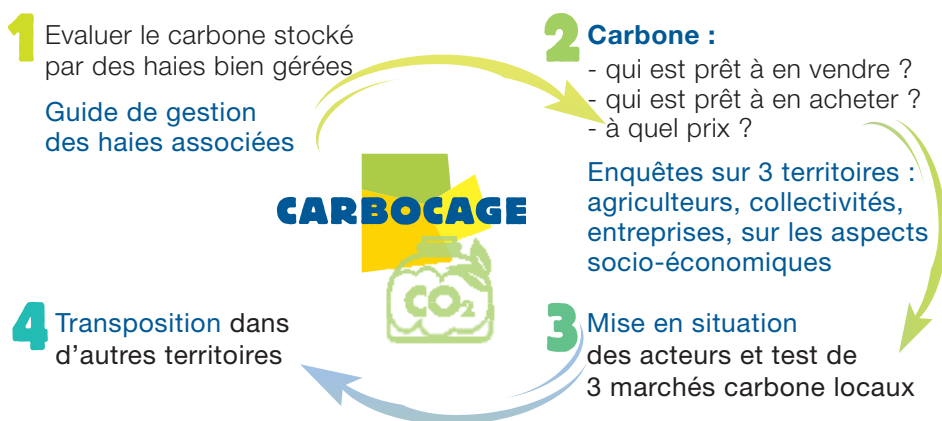 1 Evaluer le carbone stocké
par des haies bien gérées
Guide de gestion
des haies associées
2 Carbone :
- qui est prêt à en vendre ?
- qui est prêt à en acheter ?
- à quel prix ?
Enquêtes sur 3 territoires :
agriculteurs, collectivités,
entreprises, sur les aspects
socio-économiques
CARBOCAGE
CO2
3 Mise en situation
des acteurs et test de
3 marchés carbone locaux
4 Transposition dans
d'autres territoires